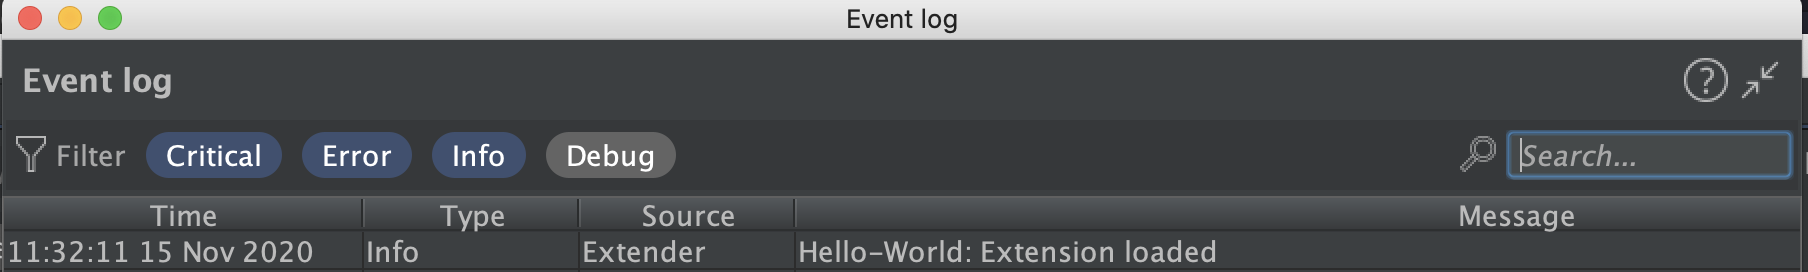 Event log
Event log
Filter Critical Error Info Debug Search...
Time Type Source Message
11:32:11 15 Nov 2020 Info Extender Hello-World: Extension loaded